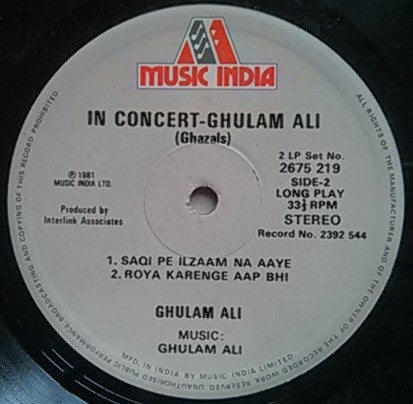 MUSIC INDIA
IN CONCERT-GHULAM ALI
(Ghazals)
℗ 1981
MUSIC INDIA LTD.
Produced by
Interlink Associates
2 LP Set No.
2675 219
SIDE-2
LONG PLAY
33⅓ RPM
STEREO
Record No. 2392 544
1. SAQI PE ILZAAM NA AAYE
2. ROYA KARENGE AAP BHI
GHULAM ALI
MUSIC:
GHULAM ALI
MFD. IN INDIA BY MUSIC INDIA LIMITED
ALL RIGHTS OF THE MANUFACTURER AND OF THE OWNER OF THE RECORDED WORK RESERVED. UNAUTHORISED PUBLIC PERFORMANCE, BROADCASTING AND COPYING OF THIS RECORD PROHIBITED